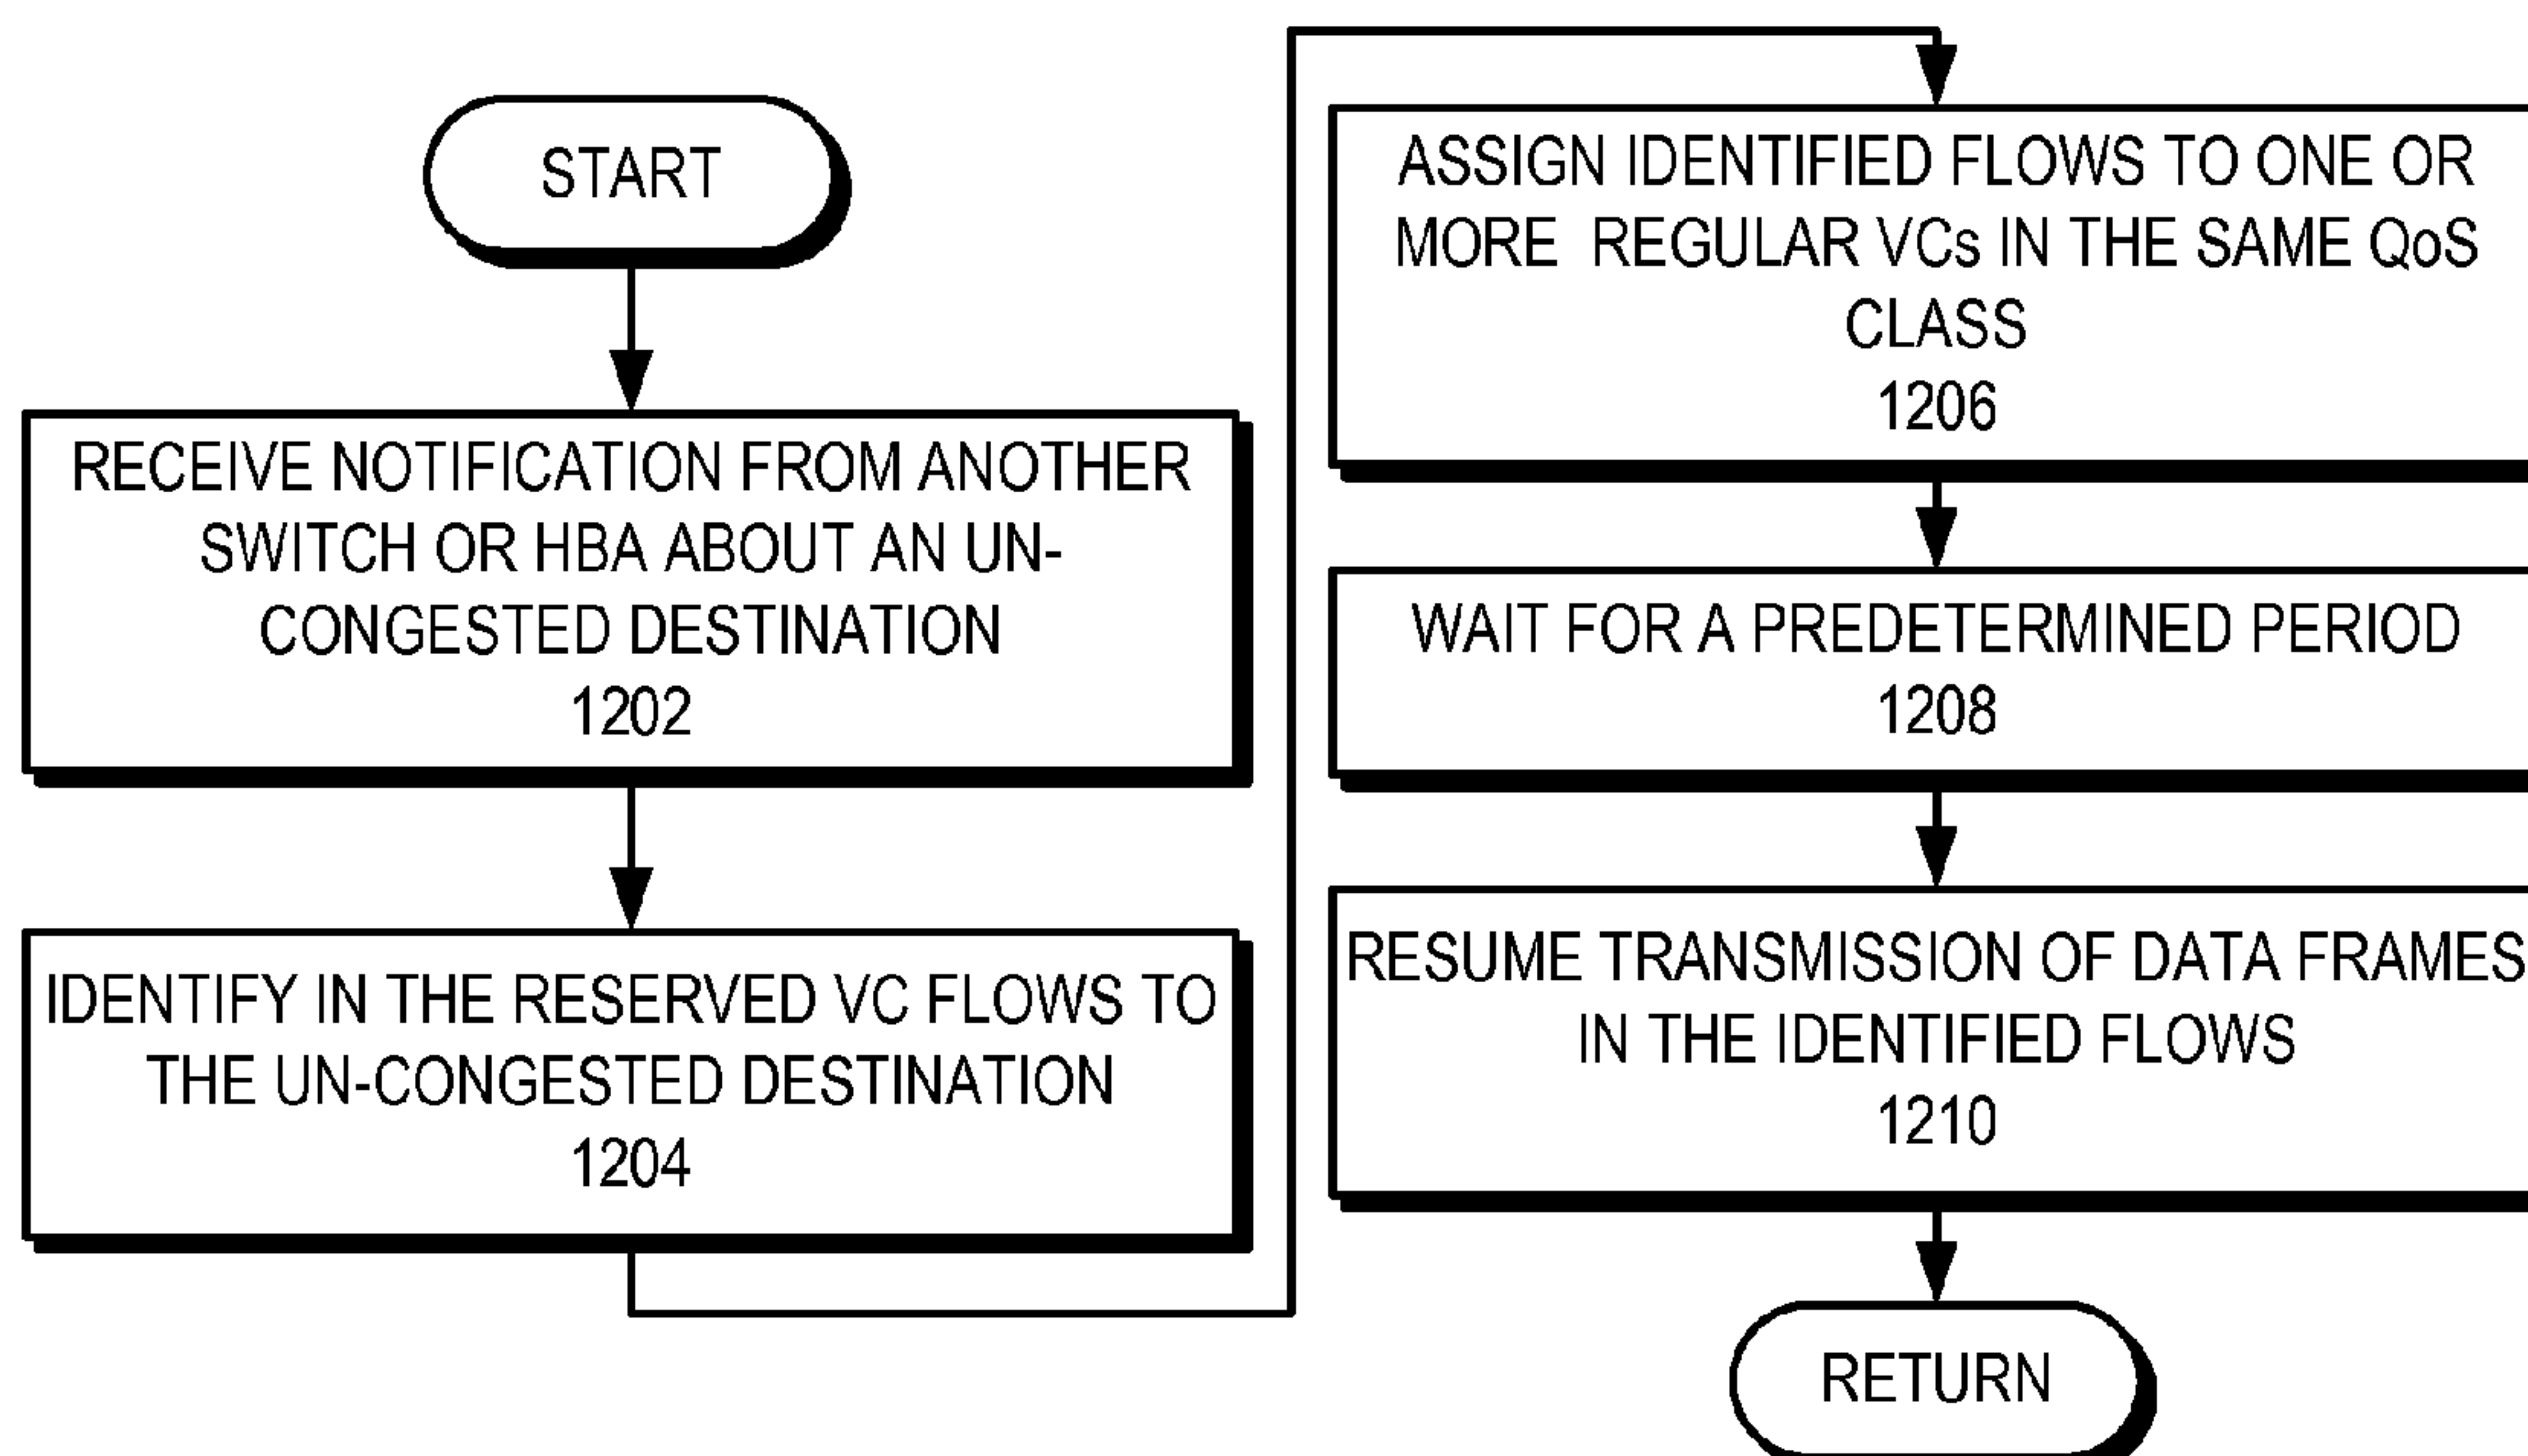 START
RECEIVE NOTIFICATION FROM ANOTHER
SWITCH OR HBA ABOUT AN UN-
CONGESTED DESTINATION
1202
IDENTIFY IN THE RESERVED VC FLOWS TO
THE UN-CONGESTED DESTINATION
1204
ASSIGN IDENTIFIED FLOWS TO ONE OR
MORE REGULAR VCs IN THE SAME QoS
CLASS
1206
WAIT FOR A PREDETERMINED PERIOD
1208
RESUME TRANSMISSION OF DATA FRAMES
IN THE IDENTIFIED FLOWS
1210
RETURN